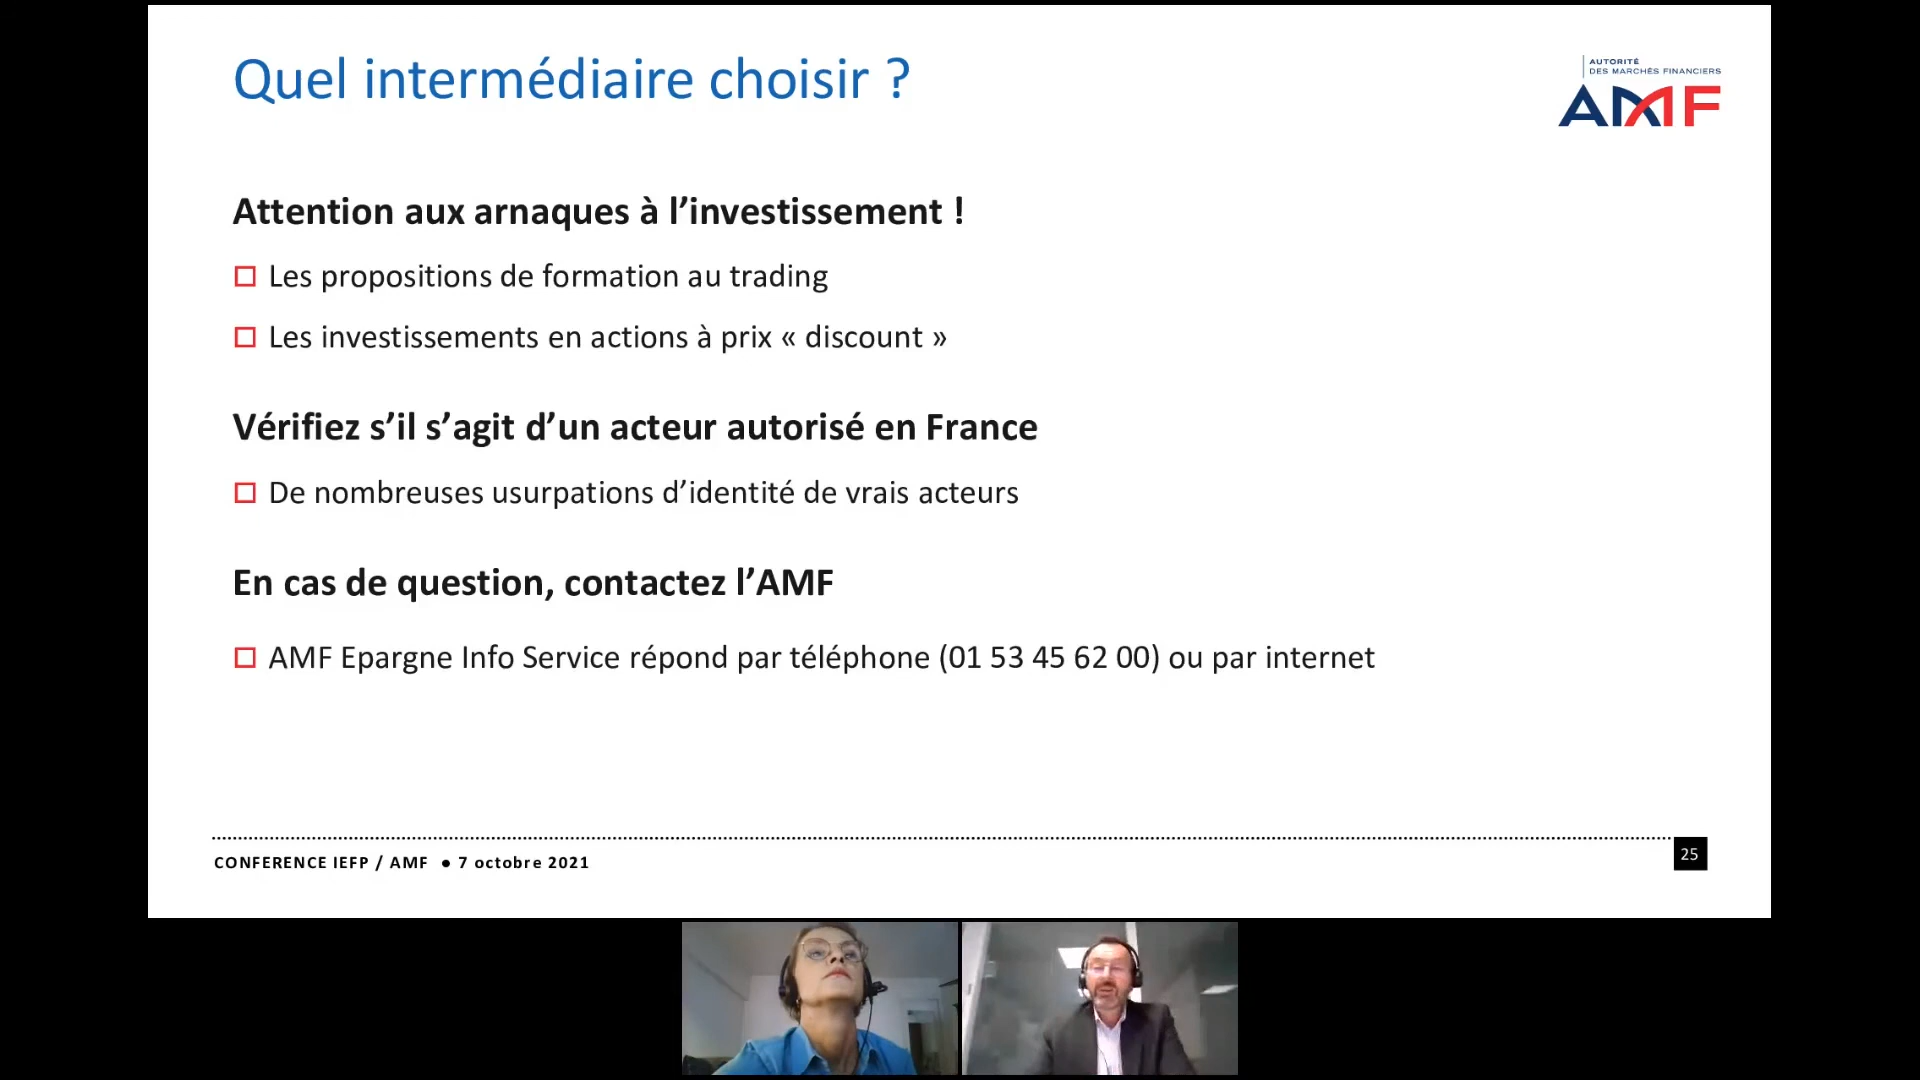 Quel intermédiaire choisir ?
AUTORITÉ
DES MARCHÉS FINANCIERS
AMF
Attention aux arnaques à l’investissement !
Les propositions de formation au trading
Les investissements en actions à prix « discount »
Vérifiez s’il s’agit d’un acteur autorisé en France
De nombreuses usurpations d’identité de vrais acteurs
En cas de question, contactez l’AMF
AMF Epargne Info Service répond par téléphone (01 53 45 62 00) ou par internet
CONFERENCE IEFP / AMF ● 7 octobre 2021
25